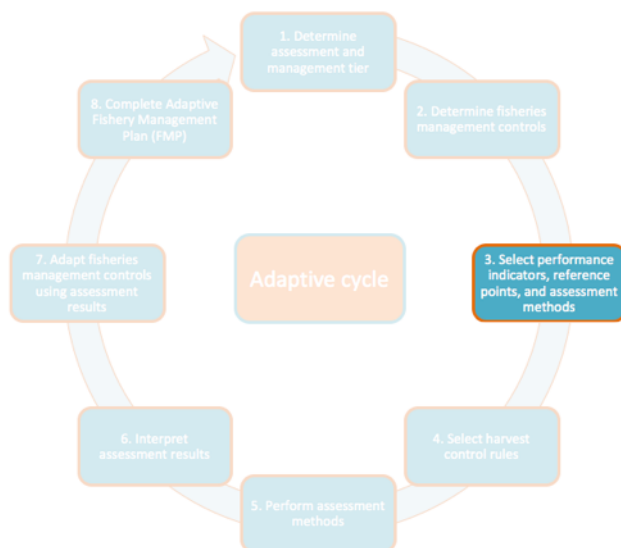 1. Determine
assessment and
management tier
2. Determine fisheries
management controls
3. Select performance
indicators, reference
points, and assessment
methods
4. Select harvest
control rules
5. Perform assessment
methods
6. Interpret
assessment results
7. Adapt fisheries
management controls
using assessment
results
8. Complete Adaptive
Fishery Management
Plan (FMP)
Adaptive cycle